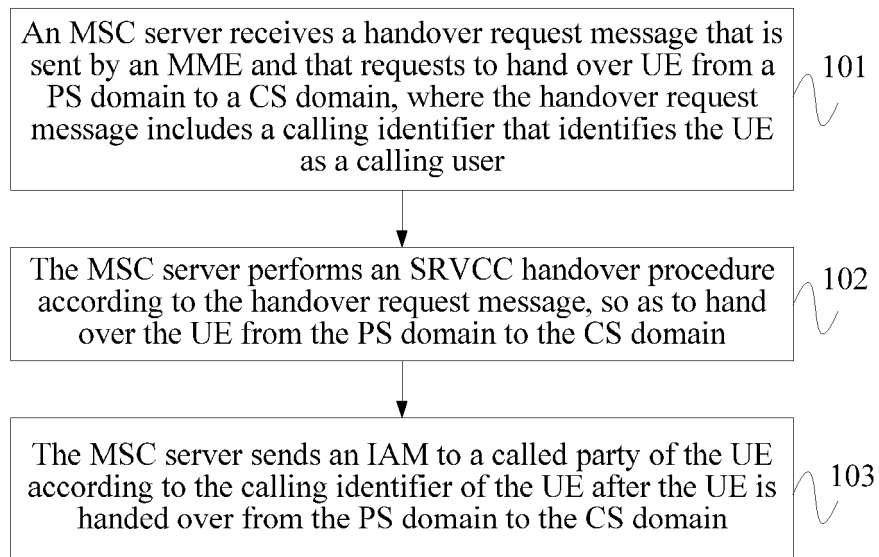 An MSC server receives a handover request message that is
sent by an MME and that requests to hand over UE from a
PS domain to a CS domain, where the handover request
message includes a calling identifier that identifies the UE
as a calling user
101
The MSC server performs an SRVCC handover procedure
according to the handover request message, so as to hand
over the UE from the PS domain to the CS domain
102
The MSC server sends an IAM to a called party of the UE
according to the calling identifier of the UE after the UE is
handed over from the PS domain to the CS domain
103